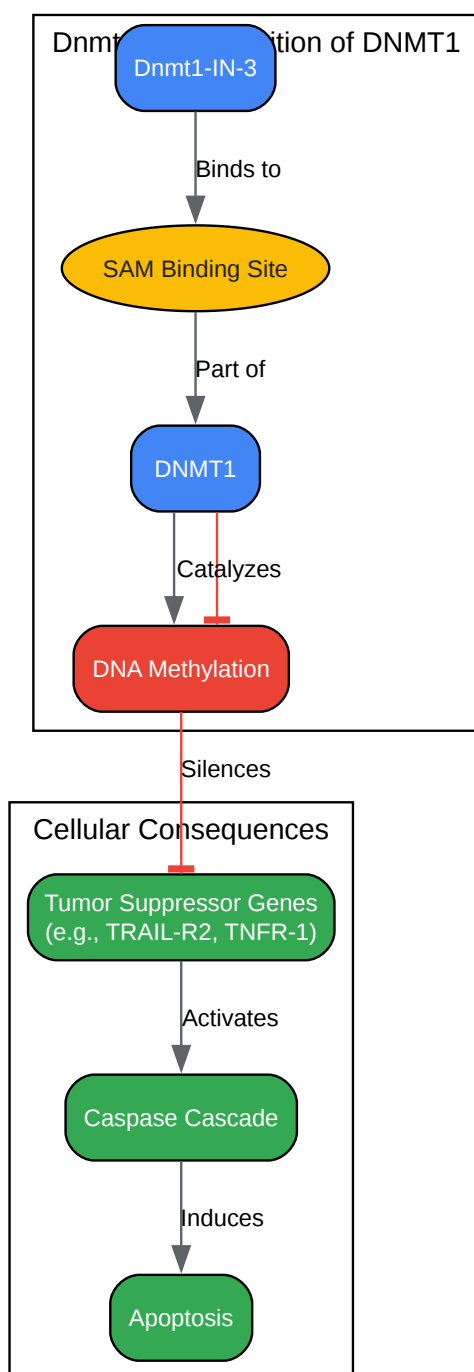 Dnmt ition of DNMT1
Dnmt1-IN-3
Binds to
SAM Binding Site
Part of
DNMT1
Catalyzes
DNA Methylation
Silences
Cellular Consequences
Tumor Suppressor Genes
(e.g., TRAIL-R2, TNFR-1)
Activates
Caspase Cascade
Induces
Apoptosis